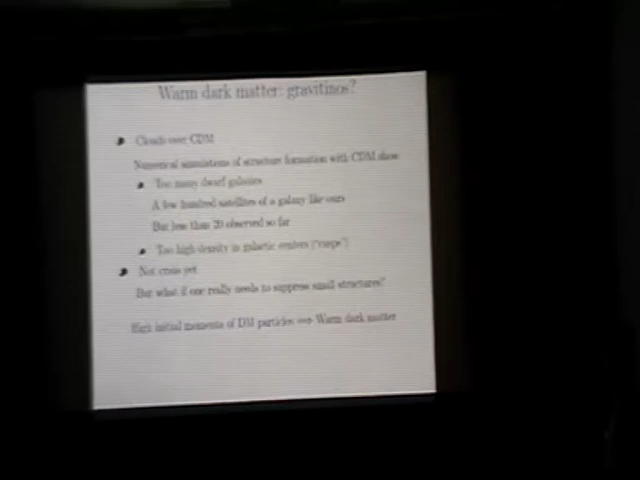 Warm dark matter: gravitinos?
Clouds over CDM
Numerical simulations of structure formation with CDM show
Too many dwarf galaxies
A few hundred satellites of a galaxy like ours
But less than 20 observed so far
Too high density in galactic centers ("cusps")
Not crisis yet
But what if one really needs to suppress small structures?
High initial momenta of DM particles ⟹ Warm dark matter